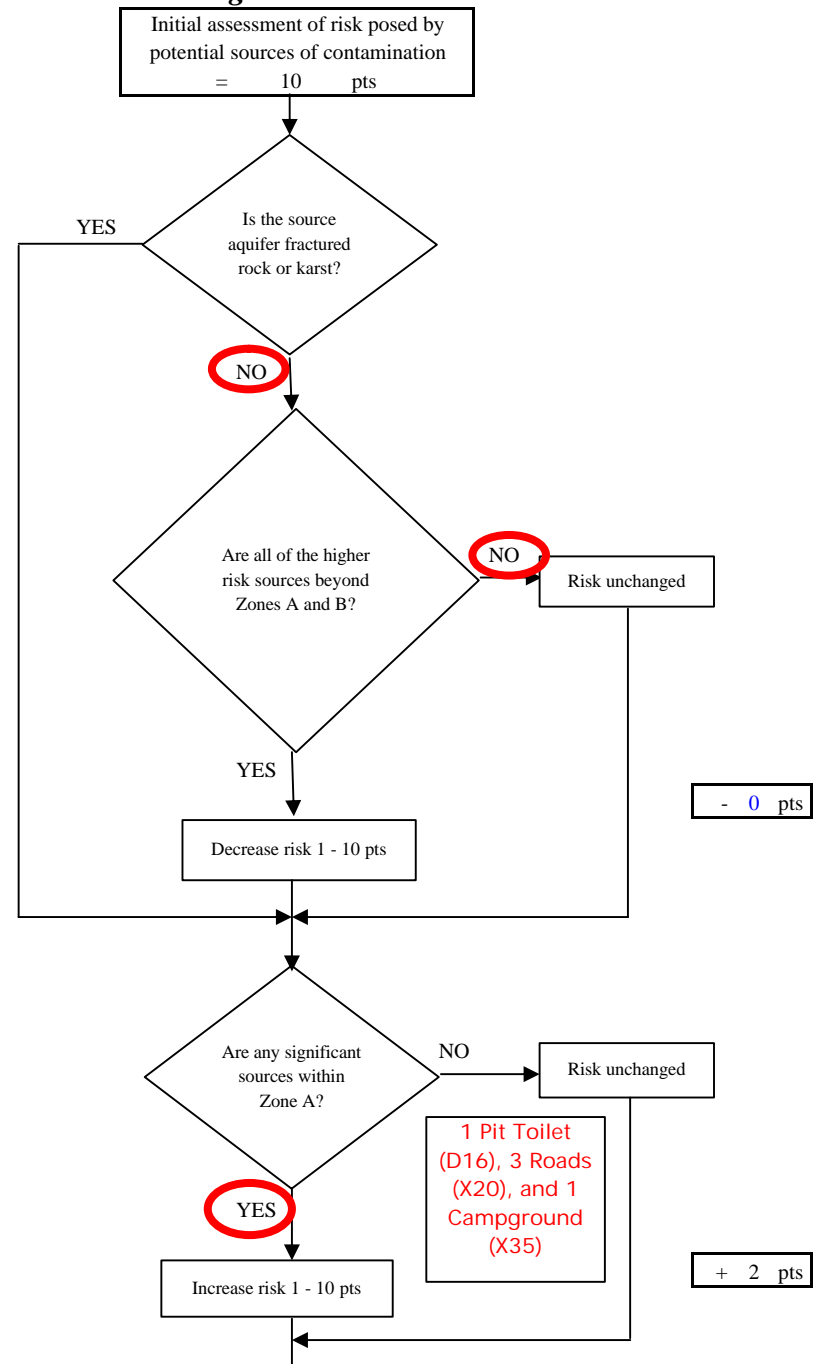 Initial assessment of risk posed by
potential sources of contamination
= 10 pts
YES
Is the source
aquifer fractured
rock or karst?
NO
Are all of the higher
risk sources beyond
Zones A and B?
NO
Risk unchanged
YES
- 0 pts
Decrease risk 1 - 10 pts
Are any significant
sources within
Zone A?
NO
Risk unchanged
1 Pit Toilet
(D16), 3 Roads
(X20), and 1
Campground
(X35)
YES
+ 2 pts
Increase risk 1 - 10 pts